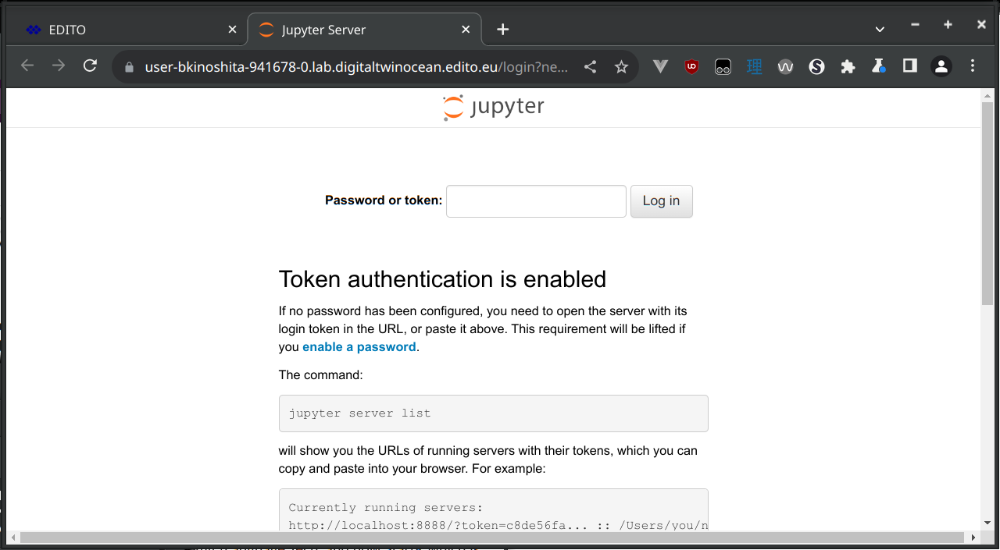 EDITO
Jupyter Server
user-bkinoshita-941678-0.lab.digitaltwinocean.edito.eu/login?ne...
UD
理
jupyter
Password or token:
Log in
Token authentication is enabled
If no password has been configured, you need to open the server with its
login token in the URL, or paste it above. This requirement will be lifted if
you enable a password.
The command:
jupyter server list
will show you the URLs of running servers with their tokens, which you can
copy and paste into your browser. For example:
Currently running servers:
http://localhost:8888/?token=c8de56fa... :: /Users/you/n